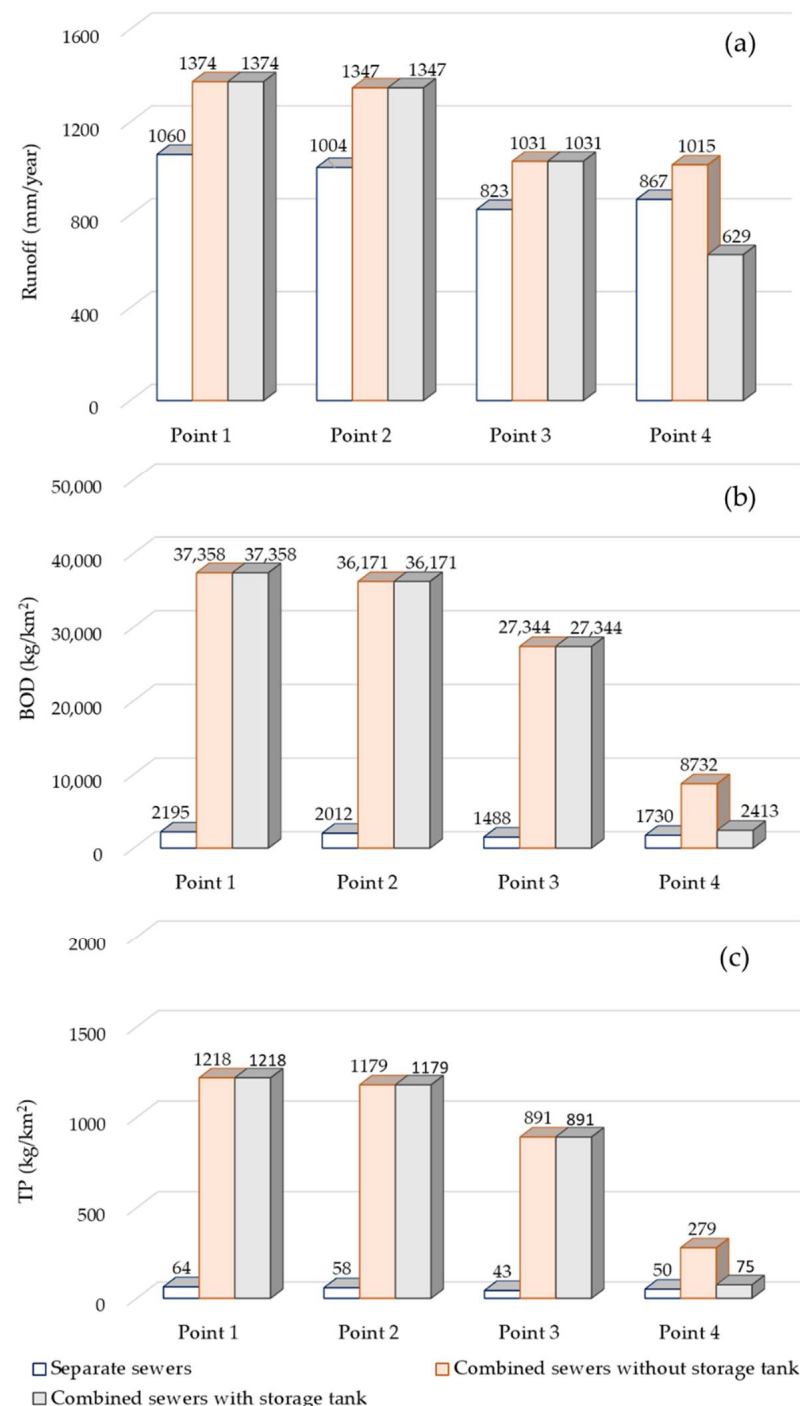 (a)
Runoff (mm/year)
1600
1200
800
400
0
1060
1374
1374
1004
1347
1347
823
1031
1031
867
1015
629
Point 1
Point 2
Point 3
Point 4
(b)
BOD (kg/km²)
50,000
40,000
30,000
20,000
10,000
0
2195
37,358
37,358
2012
36,171
36,171
1488
27,344
27,344
1730
8732
2413
Point 1
Point 2
Point 3
Point 4
(c)
TP (kg/km²)
2000
1500
1000
500
0
64
1218
1218
58
1179
1179
43
891
891
50
279
75
Point 1
Point 2
Point 3
Point 4
Separate sewers
Combined sewers without storage tank
Combined sewers with storage tank